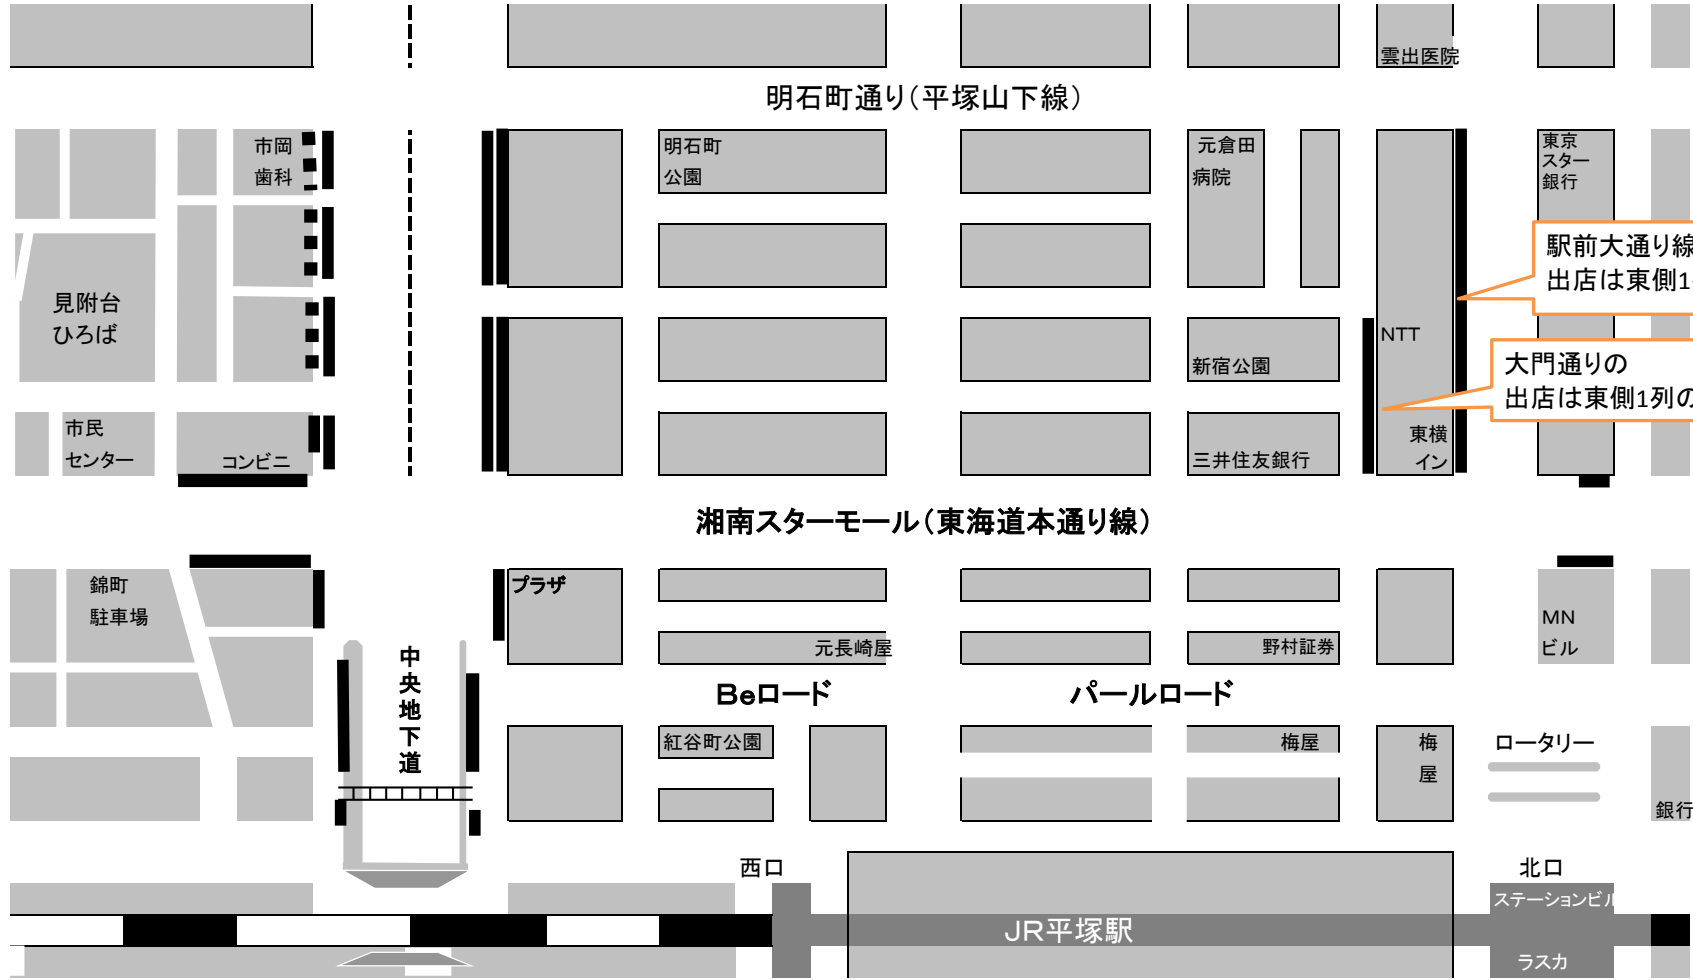 雲出医院
明石町通り(平塚山下線)
市岡
歯科
明石町
公園
元倉田
病院
東京
スター
銀行
駅前大通り線
出店は東側1
見附台
ひろば
NTT
大門通りの
出店は東側1列の
新宿公園
市民
センター
コンビニ
三井住友銀行
東横
イン
湘南スターモール(東海道本通り線)
錦町
駐車場
プラザ
MN
ビル
元長崎屋
野村証券
中央地下道
Beロード
パールロード
紅谷町公園
梅屋
梅
屋
ロータリー
銀行
西口
北口
ステーションビル
JR平塚駅
ラスカ